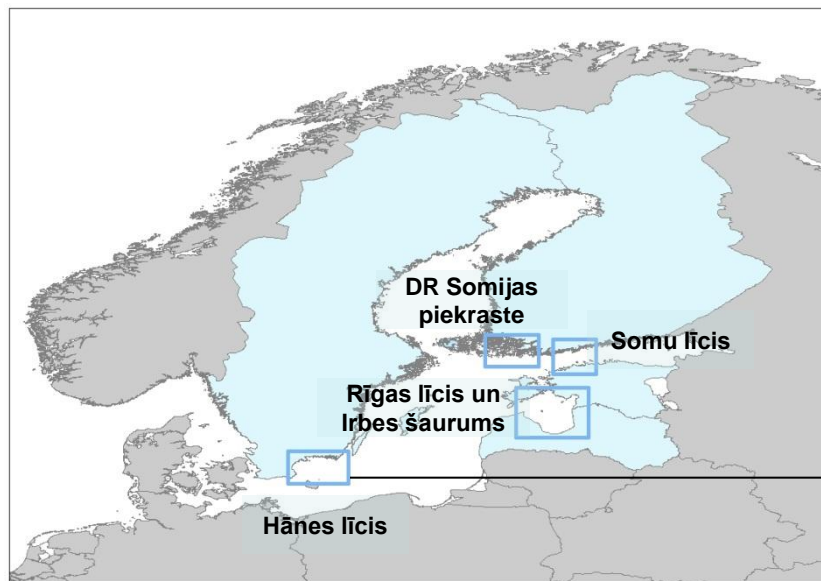 DR Somijas
piekraste
Somu līcis
Rīgas līcis un
Irbes šaurums
Hānes līcis